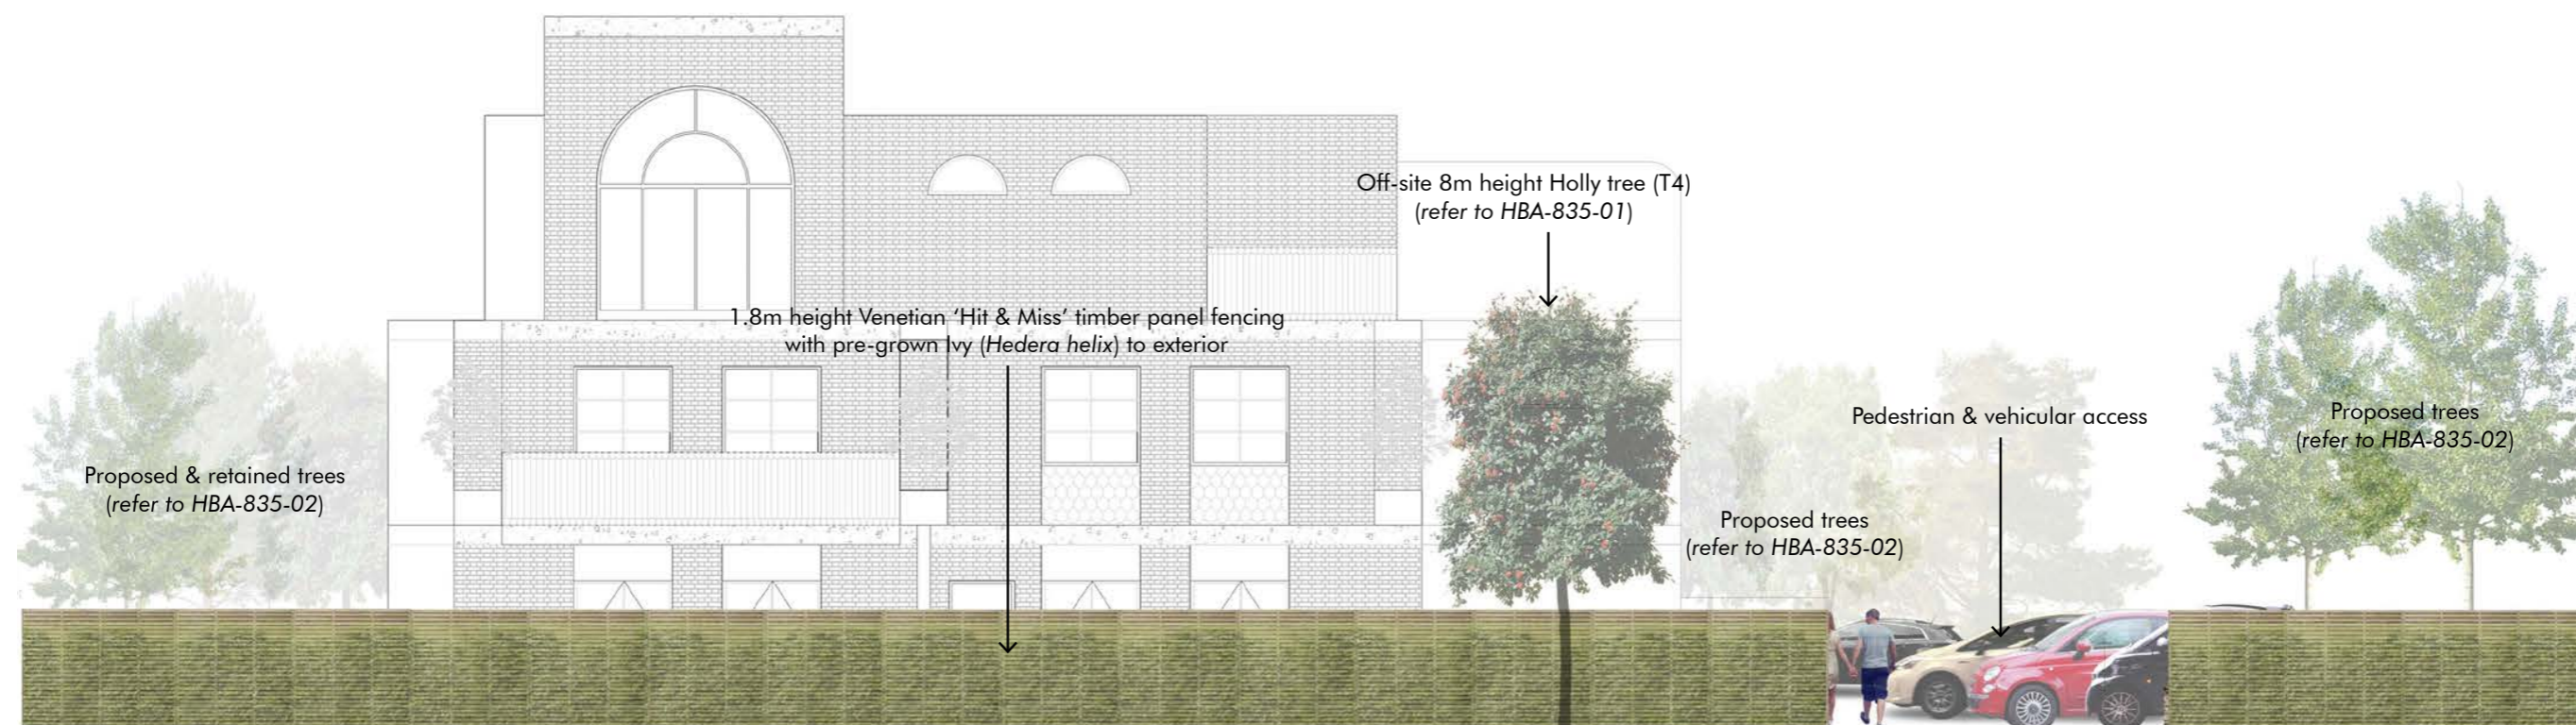 Off-site 8m height Holly tree (T4)
(refer to HBA-835-01)
1.8m height Venetian ‘Hit & Miss’ timber panel fencing
with pre-grown Ivy (Hedera helix) to exterior
Pedestrian & vehicular access
Proposed trees
(refer to HBA-835-02)
Proposed & retained trees
(refer to HBA-835-02)
Proposed trees
(refer to HBA-835-02)